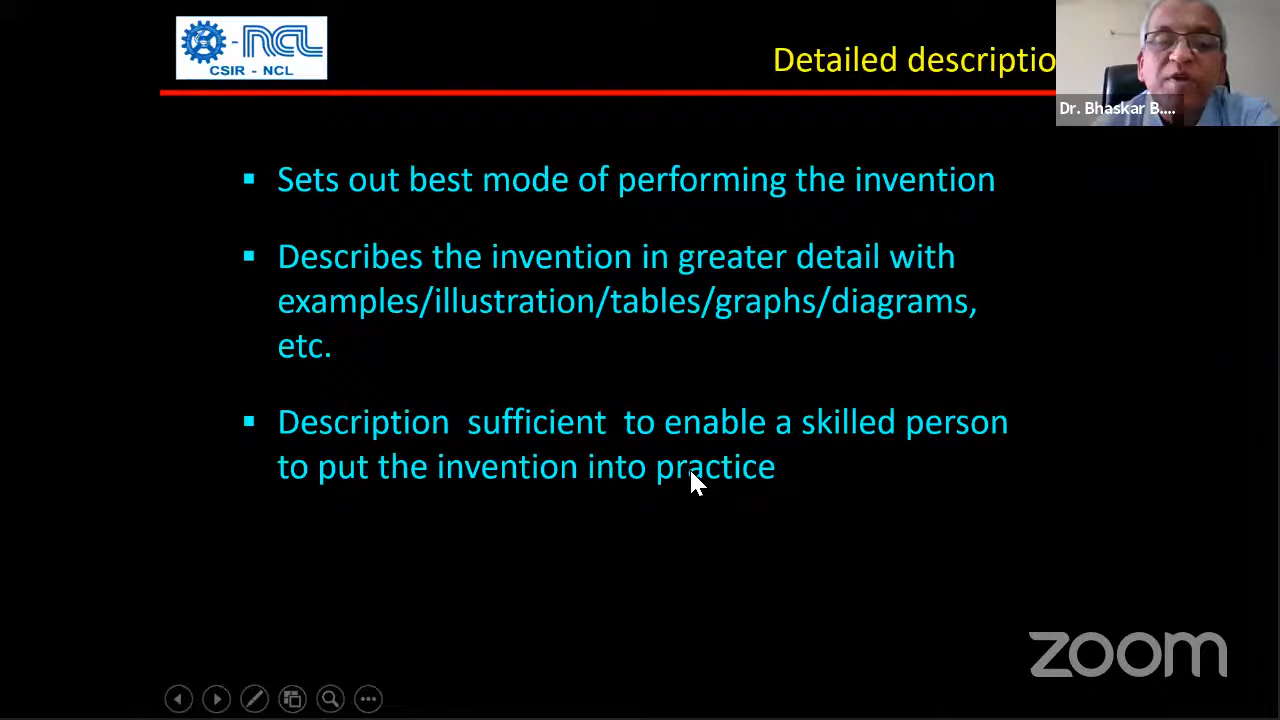 - NCL
CSIR - NCL
Detailed descriptio
Dr. Bhaskar B....
▪ Sets out best mode of performing the invention
▪ Describes the invention in greater detail with
examples/illustration/tables/graphs/diagrams,
etc.
▪ Description sufficient to enable a skilled person
to put the invention into practice
zoom